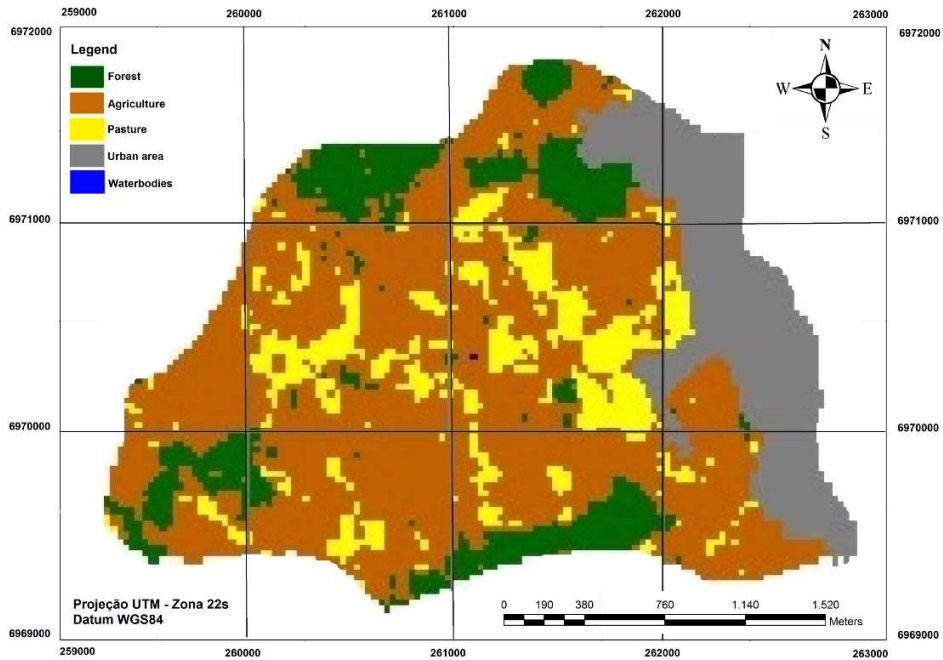 259000 260000 261000 262000 263000
6972000 6972000
Legend
Forest
Agriculture
Pasture
Urban area
Waterbodies
N
W E
S
6971000 6971000
6970000 6970000
Projeção UTM - Zona 22s
Datum WGS84
0 190 380 760 1.140 1.520
Meters
6969000 6969000
259000 260000 261000 262000 263000